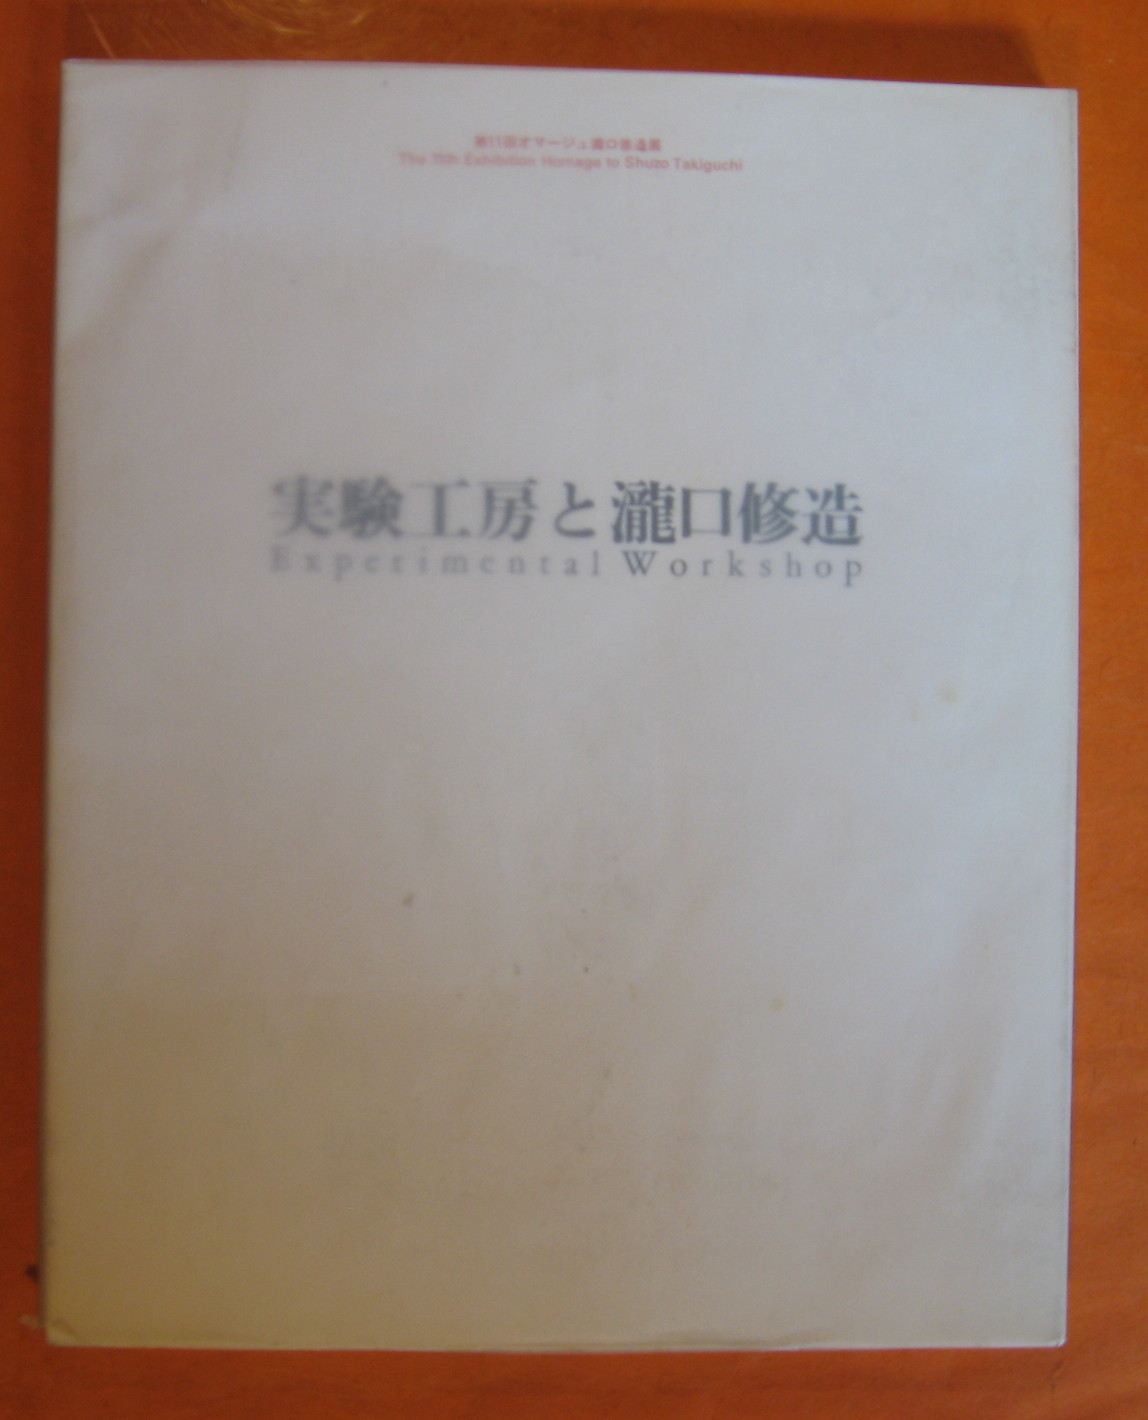 第11回オマージュ瀧口修造展
The 11th Exhibition Homage to Shuzo Takiguchi
実験工房と瀧口修造
Experimental Workshop